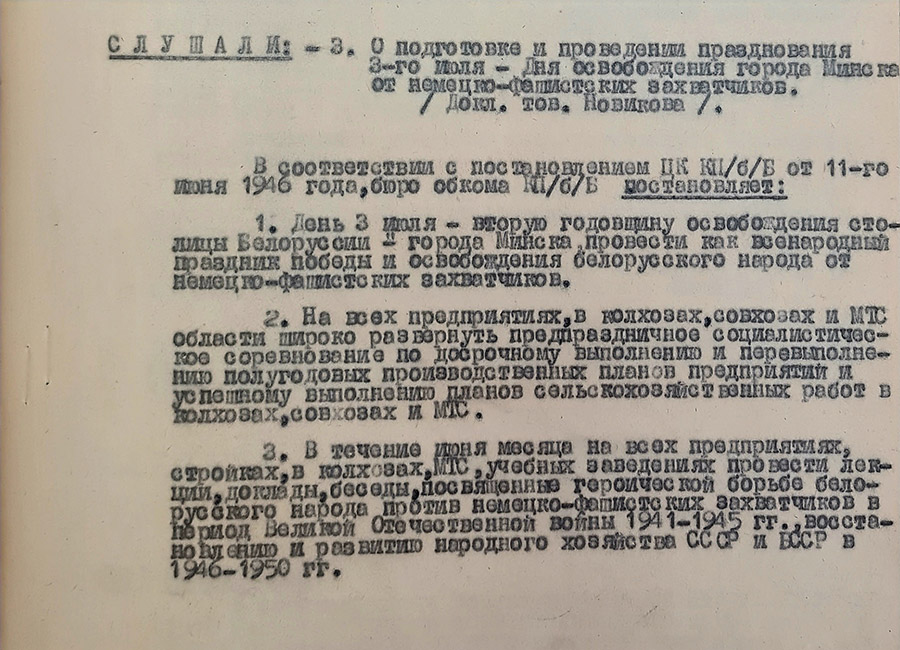 СЛУШАЛИ: – 3. О подготовке и проведении празднования
3-го июля – Дня освобождения города Минска
от немецко-фашистских захватчиков.
/ Докл. тов. Новикова /.
В соответствии с постановлением ЦК КП/б/Б от 11-го
июня 1946 года,бюро обкома КП/б/Б постановляет:
1. День 3 июля – вторую годовщину освобождения сто-
лицы Белоруссии – города Минска,провести как всенародный
праздник победы и освобождения белорусского народа от
немецко-фашистских захватчиков.
2. На всех предприятиях,в колхозах,совхозах и МТС
области широко развернуть предпраздничное социалистичес-
кое соревнование по досрочному выполнению и перевыполне-
нию полугодовых производственных планов предприятий и
успешному выполнению планов сельскохозяйственных работ в
колхозах,совхозах и МТС.
3. В течение июня месяца на всех предприятиях,
стройках,в колхозах,МТС,учебных заведениях провести лек-
ции,доклады,беседы,посвященные героической борьбе бело-
русского народа против немецко-фашистских захватчиков в
период Великой Отечественной войны 1941-1945 гг.,восста-
новлению и развитию народного хозяйства СССР и БССР в
1946-1950 гг.